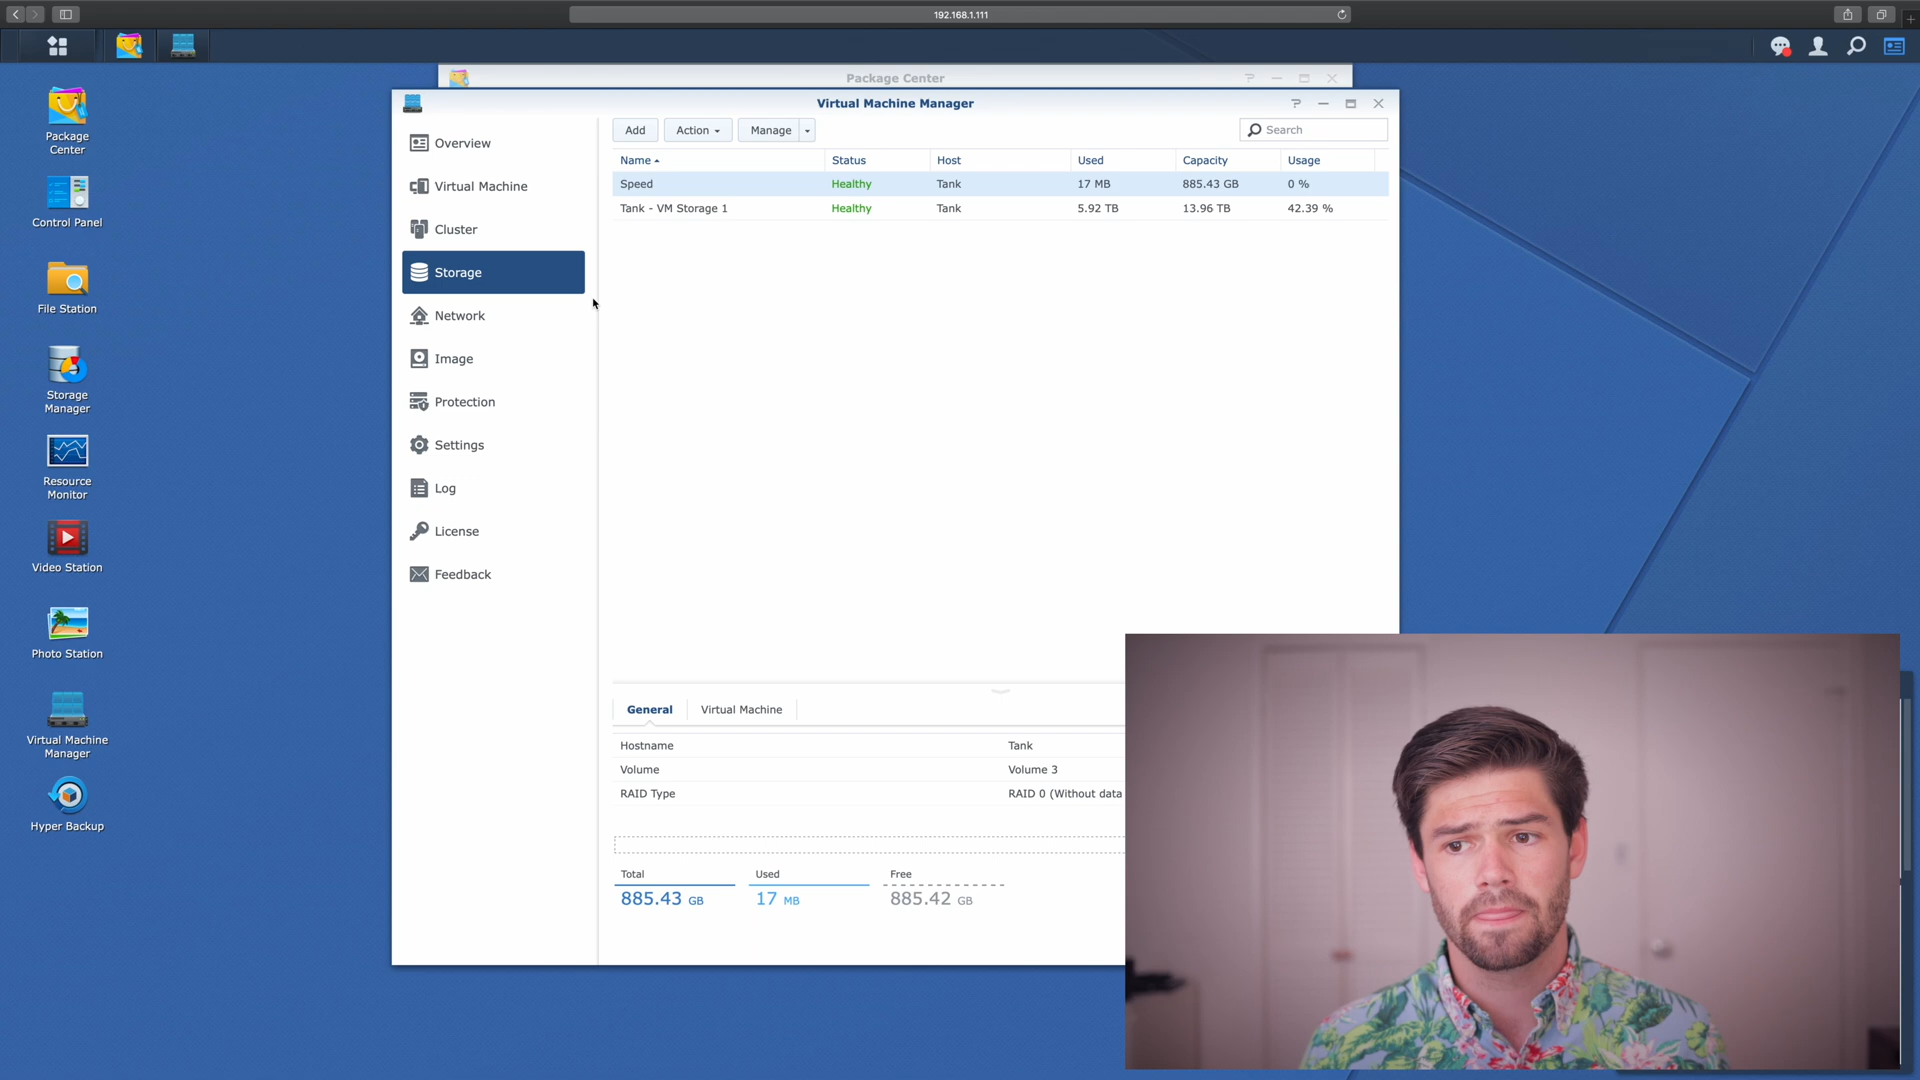 192.168.1.111
Package Center
Virtual Machine Manager
Package
Center
Control Panel
File Station
Storage
Manager
Resource
Monitor
Video Station
Photo Station
Virtual Machine
Manager
Hyper Backup
Overview
Virtual Machine
Cluster
Storage
Network
Image
Protection
Settings
Log
License
Feedback
Add Action Manage Search
Name Status Host Used Capacity Usage
Speed Healthy Tank 17 MB 885.43 GB 0 %
Tank - VM Storage 1 Healthy Tank 5.92 TB 13.96 TB 42.39 %
General Virtual Machine
Hostname Tank
Volume Volume 3
RAID Type RAID 0 (Without data
Total Used Free
885.43 GB 17 MB 885.42 GB